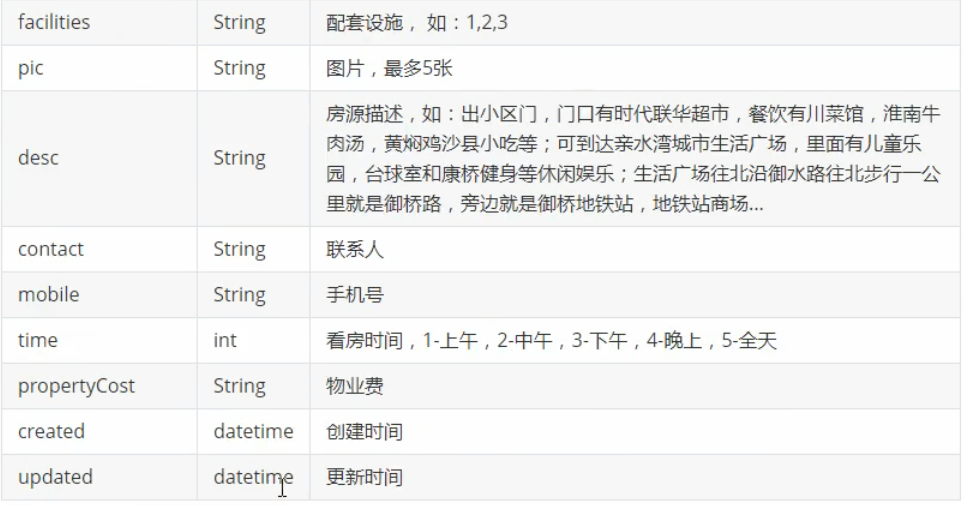 facilities String 配套设施， 如：1,2,3
pic String 图片，最多5张
房源描述，如：出小区门，门口有时代联华超市，餐饮有川菜馆，淮南牛
肉汤，黄焖鸡沙县小吃等；可到达亲水湾城市生活广场，里面有儿童乐
desc String
园，台球室和康桥健身等休闲娱乐；生活广场往北沿御水路往北步行一公
里就是御桥路，旁边就是御桥地铁站，地铁站商场...
contact String 联系人
mobile String 手机号
time int 看房时间，1-上午，2-中午，3-下午，4-晚上，5-全天
propertyCost String 物业费
created datetime 创建时间
updated datetime 更新时间